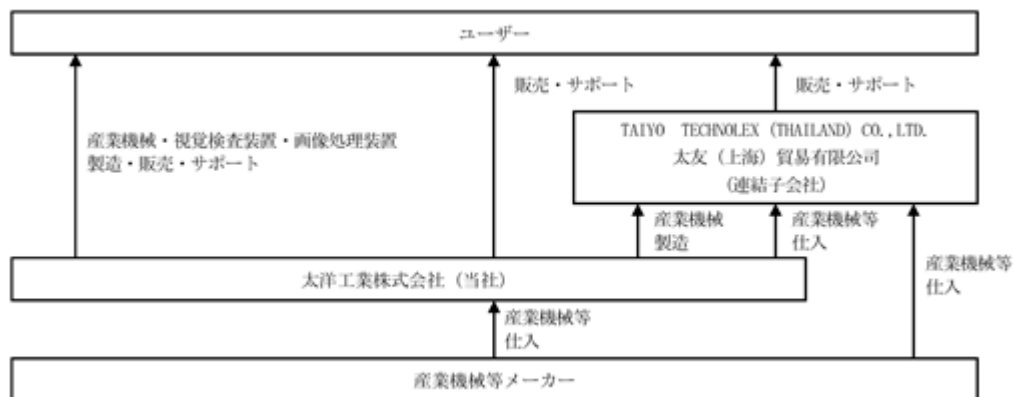 ユーザー
販売・サポート
販売・サポート
産業機械・視覚検査装置・画像処理装置
製造・販売・サポート
TAIYO TECHNOLEX (THAILAND) CO.,LTD.
太友（上海）貿易有限公司
(連結子会社)
産業機械
製造
産業機械等
仕入
産業機械等
仕入
太洋工業株式会社（当社）
産業機械等
仕入
産業機械等メーカー